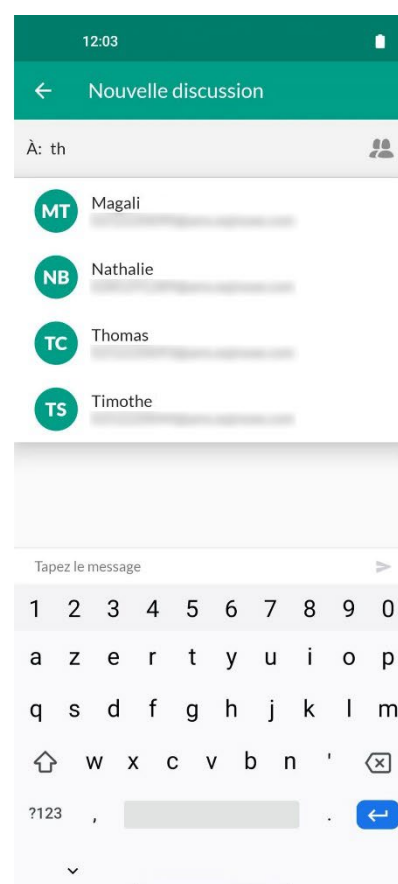 12:03
Nouvelle discussion
À: th
MT Magali
NB Nathalie
TC Thomas
TS Timothe
Tapez le message
1 2 3 4 5 6 7 8 9 0
a z e r t y u i o p
q s d f g h j k l m
w x c v b n '
?123 , .